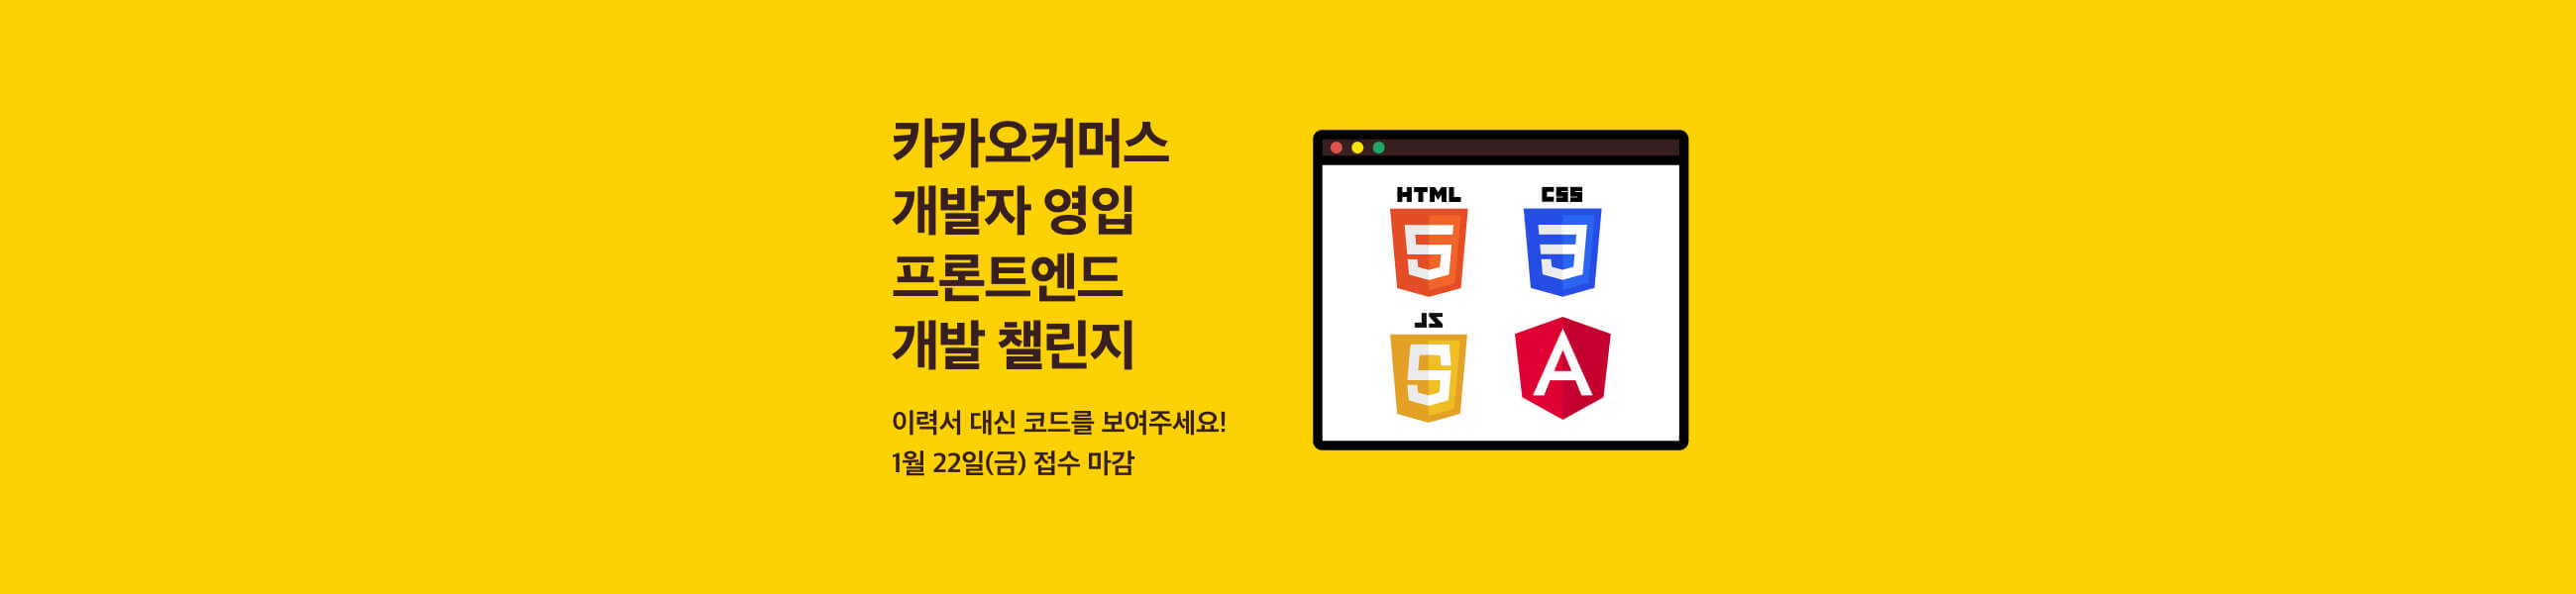 카카오커머스
개발자 영입
프론트엔드
개발 챌린지
이력서 대신 코드를 보여주세요!
1월 22일(금) 접수 마감
HTML
5
CSS
3
JS
5
A